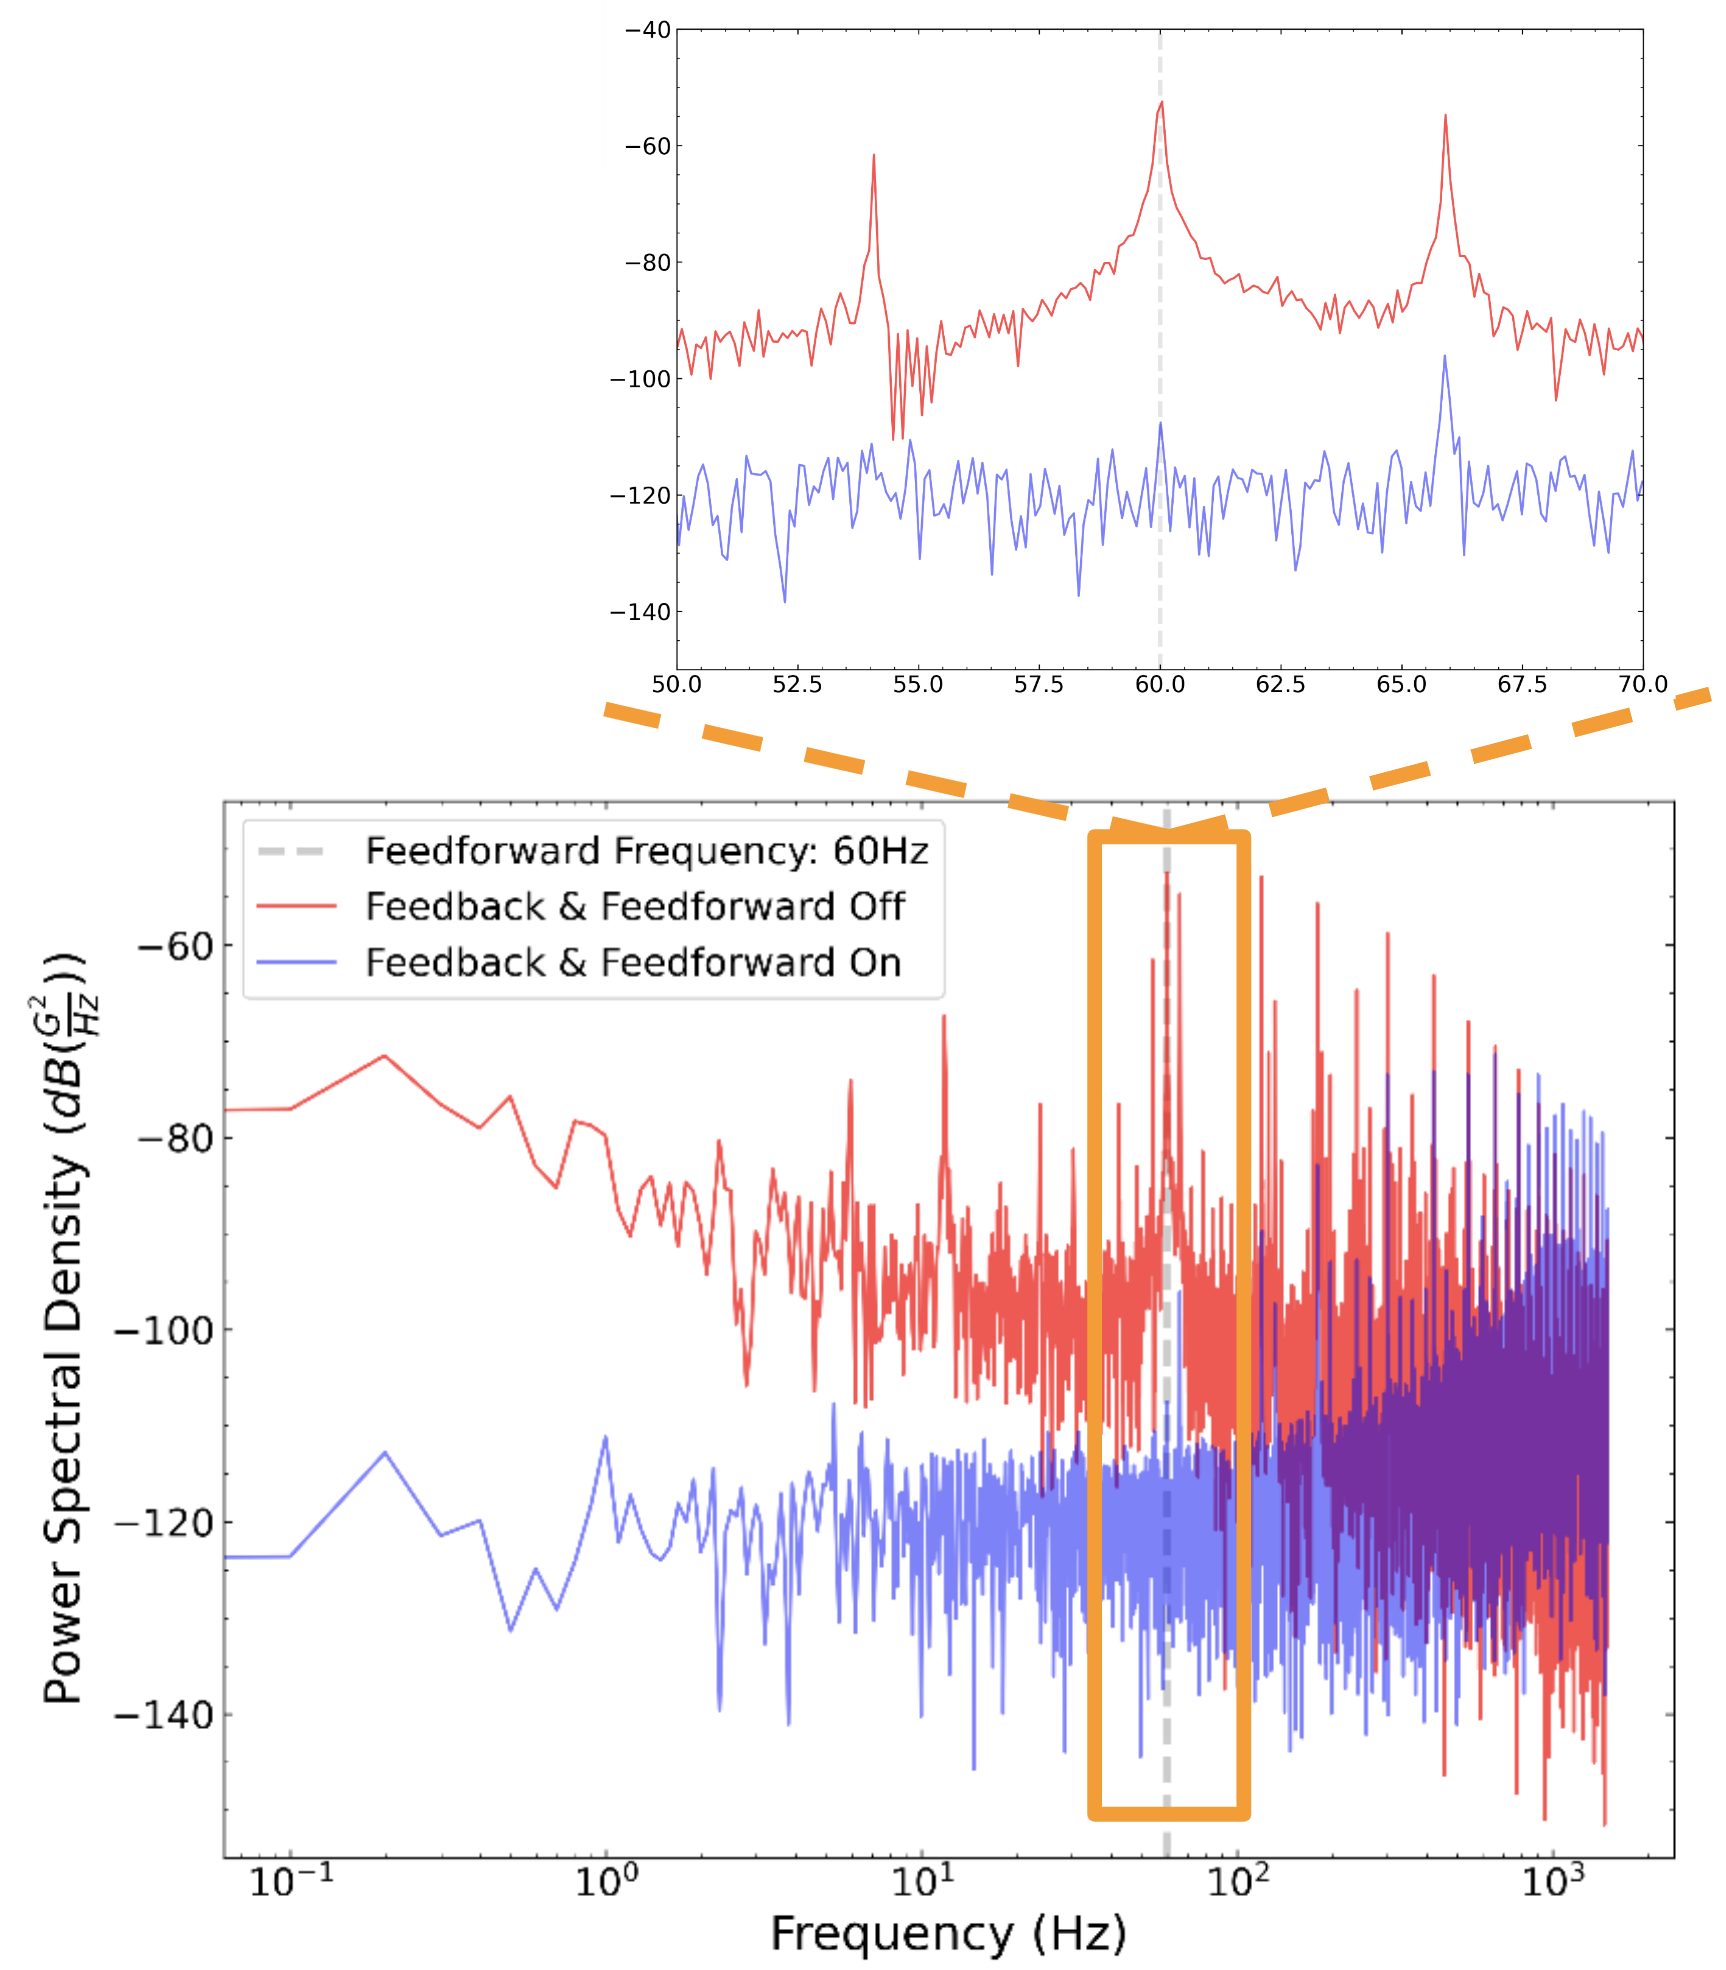 −40
−60
−80
−100
−120
−140
50.0 52.5 55.0 57.5 60.0 62.5 65.0 67.5 70.0
Feedforward Frequency: 60Hz
Feedback & Feedforward Off
Feedback & Feedforward On
Power Spectral Density (dB(G²/Hz))
−60
−80
−100
−120
−140
10⁻¹ 10⁰ 10¹ 10² 10³
Frequency (Hz)